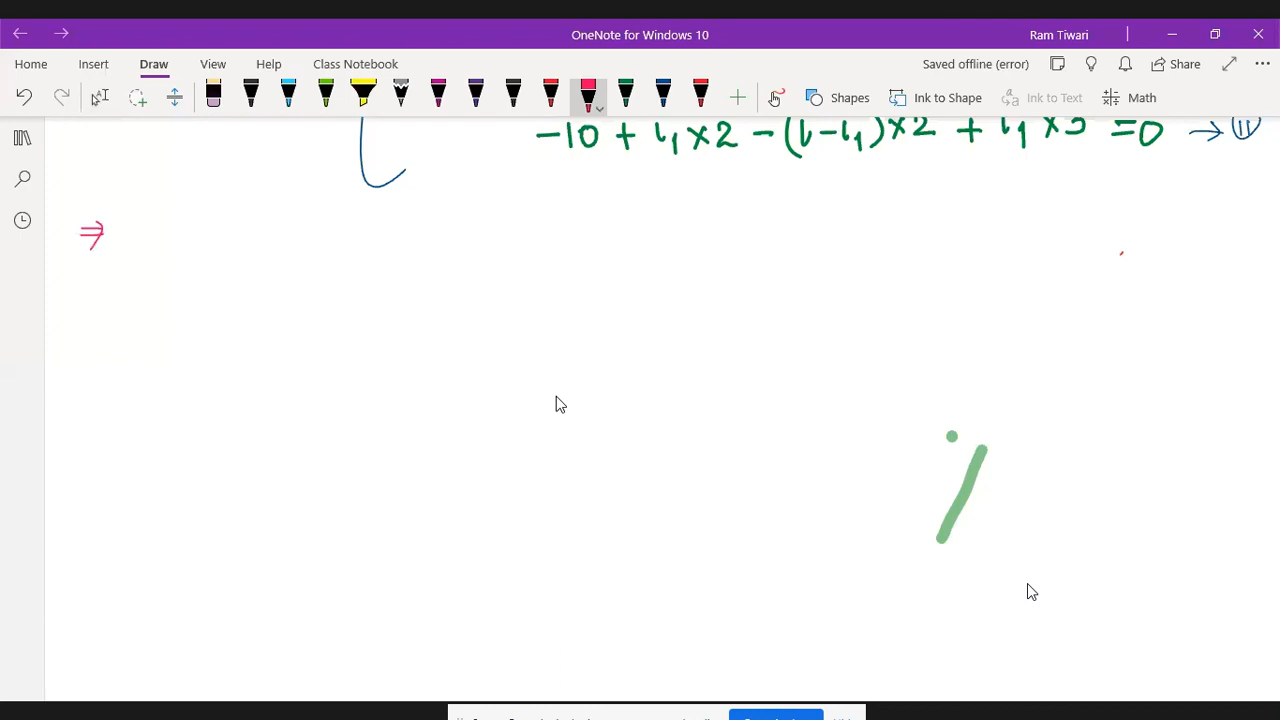 OneNote for Windows 10
Ram Tiwari
Home Insert Draw View Help Class Notebook
Saved offline (error) Share
Shapes Ink to Shape Ink to Text Math
-10 + i₁×2 -(i-i₁)×2 + i₁×5 =0 → (II)
⇒